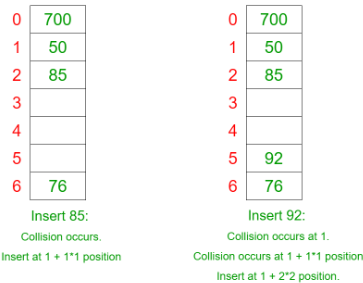 0 700
1 50
2 85
3
4
5
6 76
Insert 85:
Collision occurs.
Insert at 1 + 1*1 position
0 700
1 50
2 85
3
4
5 92
6 76
Insert 92:
Collision occurs at 1.
Collision occurs at 1 + 1*1 position
Insert at 1 + 2*2 position.